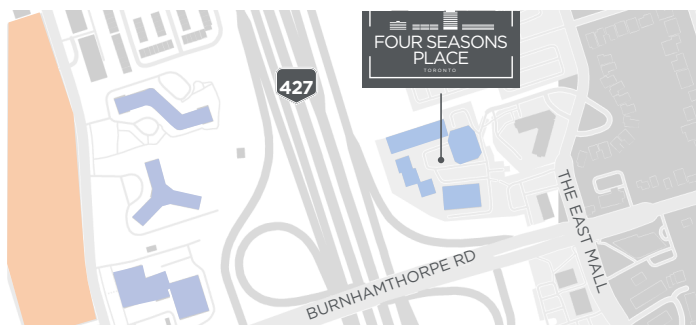 FOUR SEASONS
PLACE
TORONTO
427
THE EAST MALL
BURNHAMTHORPE RD